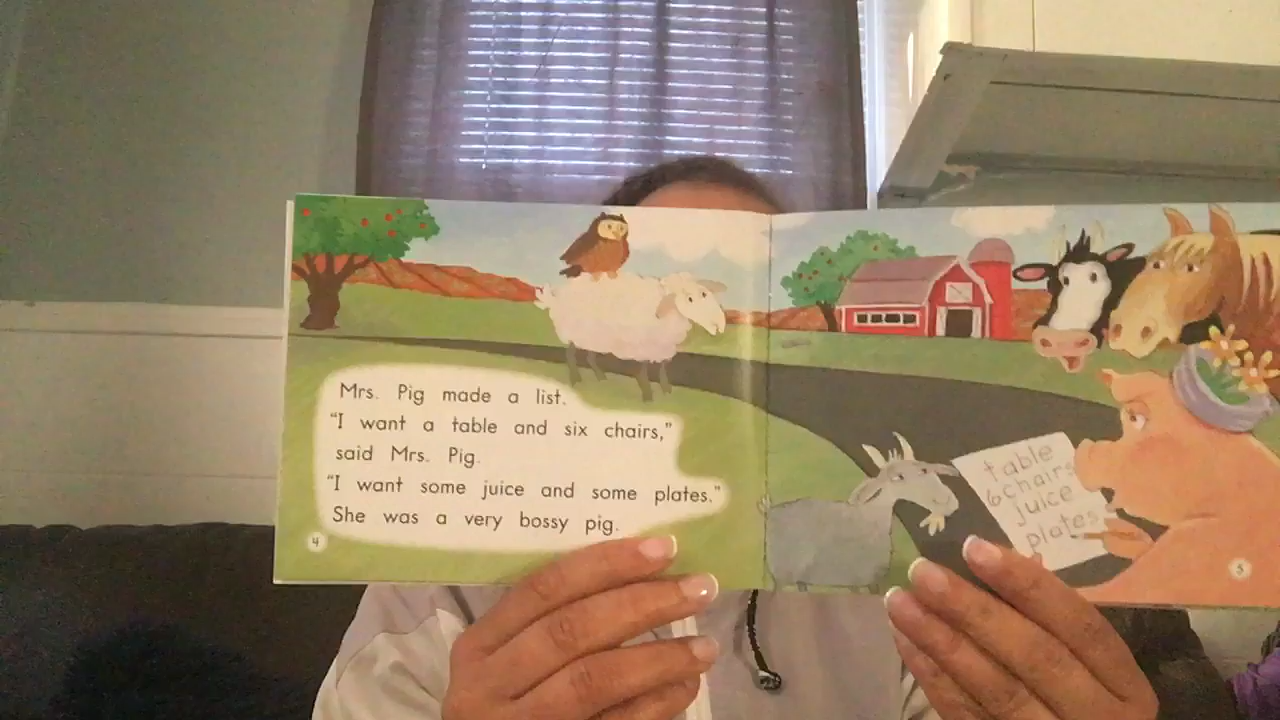 Mrs. Pig made a list.
"I want a table and six chairs,"
said Mrs. Pig.
"I want some juice and some plates."
She was a very bossy pig.
4
table
6 chairs
juice
plates
5